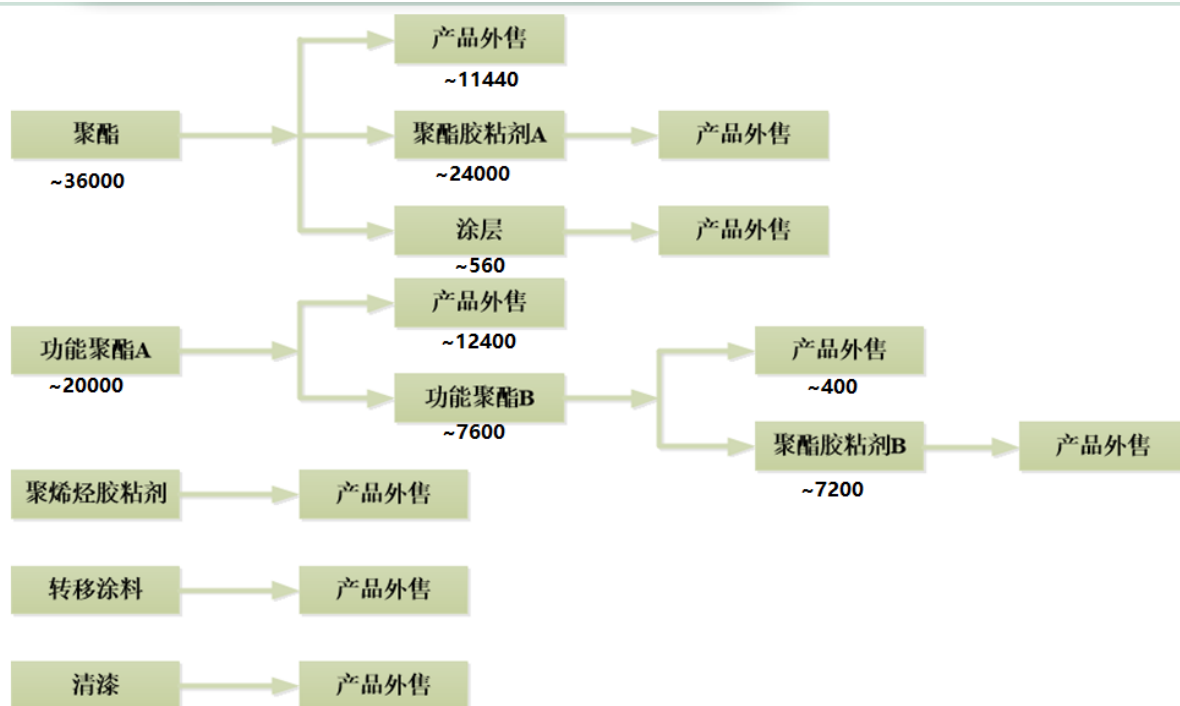 产品外售
~11440
聚酯
~36000
聚酯胶粘剂A
~24000
产品外售
涂层
~560
产品外售
功能聚酯A
~20000
产品外售
~12400
功能聚酯B
~7600
产品外售
~400
聚酯胶粘剂B
~7200
产品外售
聚烯烃胶粘剂
产品外售
转移涂料
产品外售
清漆
产品外售